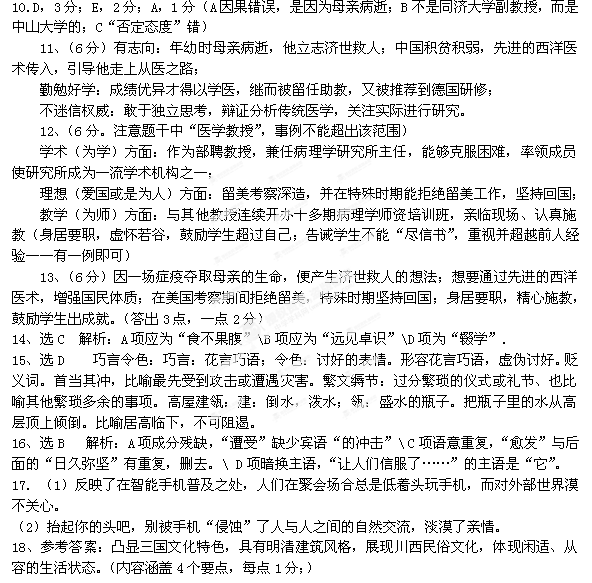 10.D，3分；E，2分；A，1分（A因果错误，是因为母亲病逝；B不是同济大学副教授，而是
中山大学的；C“否定态度”错）
11、（6分）有志向：年幼时母亲病逝，他立志济世救人；中国积贫积弱，先进的西洋医
术传入，引导他走上从医之路；
勤勉好学：成绩优异才得以学医，继而被留任助教，又被推荐到德国研修；
不迷信权威：敢于独立思考，辩证分析传统医学，关注实际进行研究。
12、（6分。注意题干中“医学教授”，事例不能超出该范围）
学术（为学）方面：作为部聘教授，兼任病理学研究所主任，能够克服困难，率领成员
使研究所成为一流学术机构之一；
理想（爱国或是为人）方面：留美考察深造，并在特殊时期能拒绝留美工作，坚持回国；
教学（为师）方面：与其他教授连续开办十多期病理学师资培训班，亲临现场、认真施
教（身居要职，虚怀若谷，鼓励学生超过自己；告诫学生不能“尽信书”，重视并超越前人经
验——有一例即可）
13、（6分）因一场症疫夺取母亲的生命，便产生济世救人的想法；想要通过先进的西洋
医术，增强国民体质；在美国考察期间拒绝留美，特殊时期坚持回国；身居要职，精心施教，
鼓励学生出成就。（答出3点，一点2分）
14、选C  解析：A项应为“食不果腹”\B项应为“远见卓识”\D项为“辍学”．
15、选D  巧言令色：巧言：花言巧语；令色：讨好的表情。形容花言巧语，虚伪讨好。贬
义词。首当其冲，比喻最先受到攻击或遭遇灾害。繁文缛节：过分繁琐的仪式或礼节、也比
喻其他繁琐多余的事项。高屋建瓴：建：倒水，泼水；瓴：盛水的瓶子。把瓶子里的水从高
层顶上倾倒。比喻居高临下，不可阻遏。
16、选B  解析：A项成分残缺，“遭受”缺少宾语“的冲击”\C项语意重复，“愈发”与后
面的“日久弥坚”有重复，删去。\ D项暗换主语，“让人们信服了……”的主语是“它”。
17.（1）反映了在智能手机普及之处，人们在聚会场合总是低着头玩手机，而对外部世界漠
不关心。
（2）抬起你的头吧，别被手机“侵蚀”了人与人之间的自然交流，淡漠了亲情。
18、参考答案：凸显三国文化特色，具有明清建筑风格，展现川西民俗文化，体现闲适、从
容的生活状态。（内容涵盖4个要点，每点1分；）